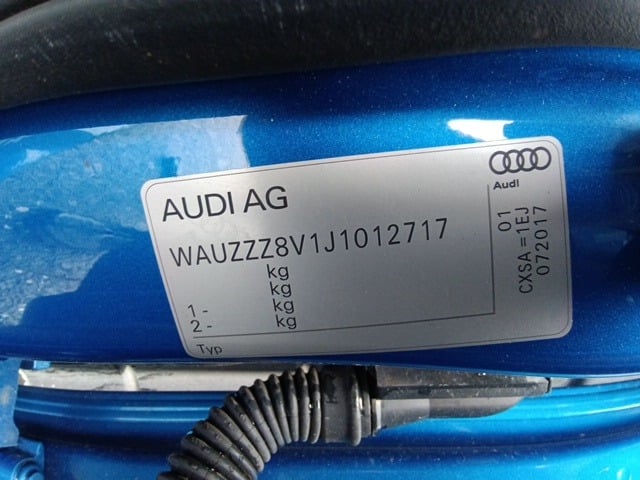 AUDI AG
Audi
WAUZZZ8V1J1012717
kg
kg
1 - kg
2 - kg
Typ
01
CXSA = 1EJ
072017